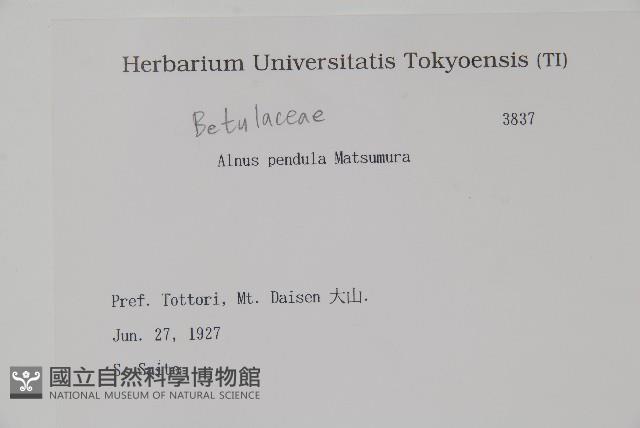 Herbarium Universitatis Tokyoensis (TI)
Betulaceae
3837
Alnus pendula Matsumura
Pref. Tottori, Mt. Daisen 大山.
Jun. 27, 1927
S. Saito
國立自然科學博物館
NATIONAL MUSEUM OF NATURAL SCIENCE